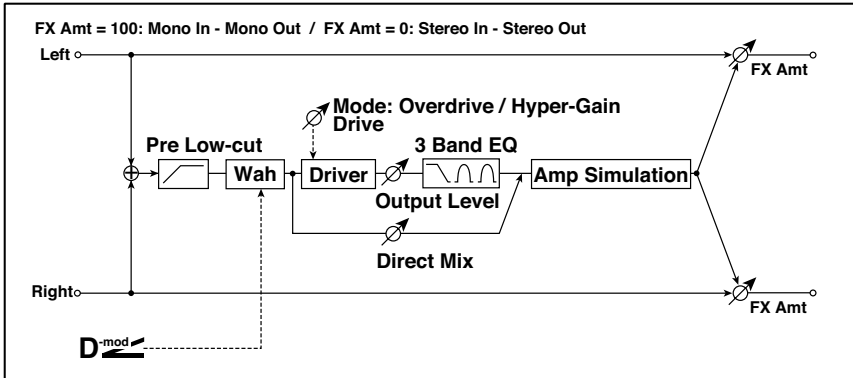 FX Amt = 100: Mono In - Mono Out / FX Amt = 0: Stereo In - Stereo Out
Left
FX Amt
Mode: Overdrive / Hyper-Gain
Drive
Pre Low-cut
3 Band EQ
Wah
Driver
Amp Simulation
Output Level
Direct Mix
Right
FX Amt
D-mod